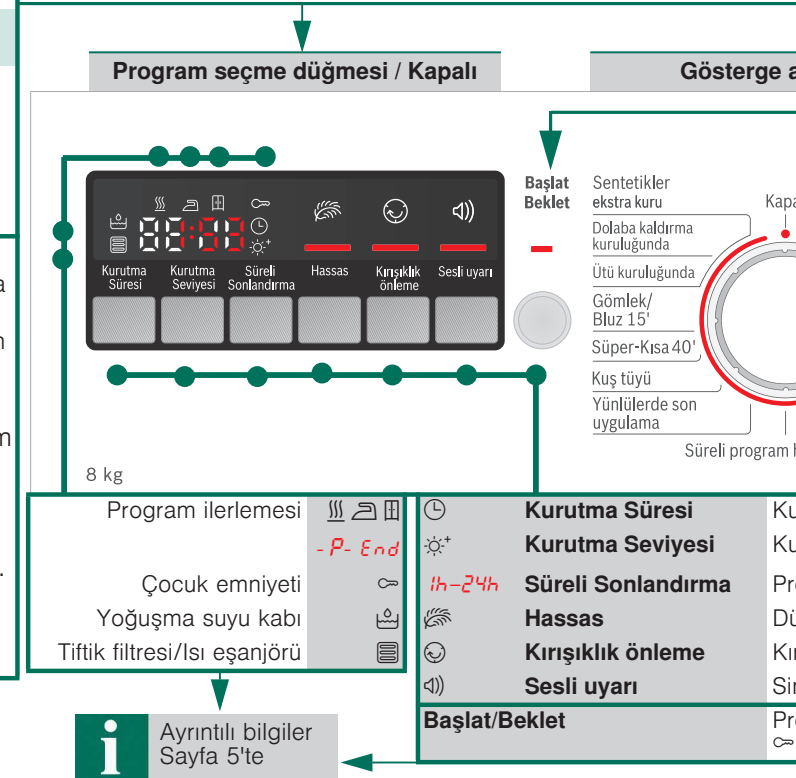 Program seçme düğmesi / Kapalı
Gösterge a
Başlat
Beklet
Sentetikler
ekstra kuru
Dolaba kaldırma
kuruluğunda
Ütü kuruluğunda
Gömlek/
Bluz 15'
Süper-Kısa 40'
Kuş tüyü
Yünlülerde son
uygulama
Kapa
Süreli program h
88:88
Kurutma
Süresi
Kurutma
Seviyesi
Süreli
Sonlandırma
Hassas
Kırışıklık
önleme
Sesli uyarı
8 kg
a
n
m
.
Program ilerlemesi
-P- End
Çocuk emniyeti
Yoğuşma suyu kabı
Tiftik filtresi/Isı eşanjörü
Kurutma Süresi Ku
Kurutma Seviyesi Ku
1h-24h Süreli Sonlandırma Pr
Hassas Dü
Kırışıklık önleme Kır
Sesli uyarı Si
Başlat/Beklet Pr
i Ayrıntılı bilgiler
Sayfa 5'te